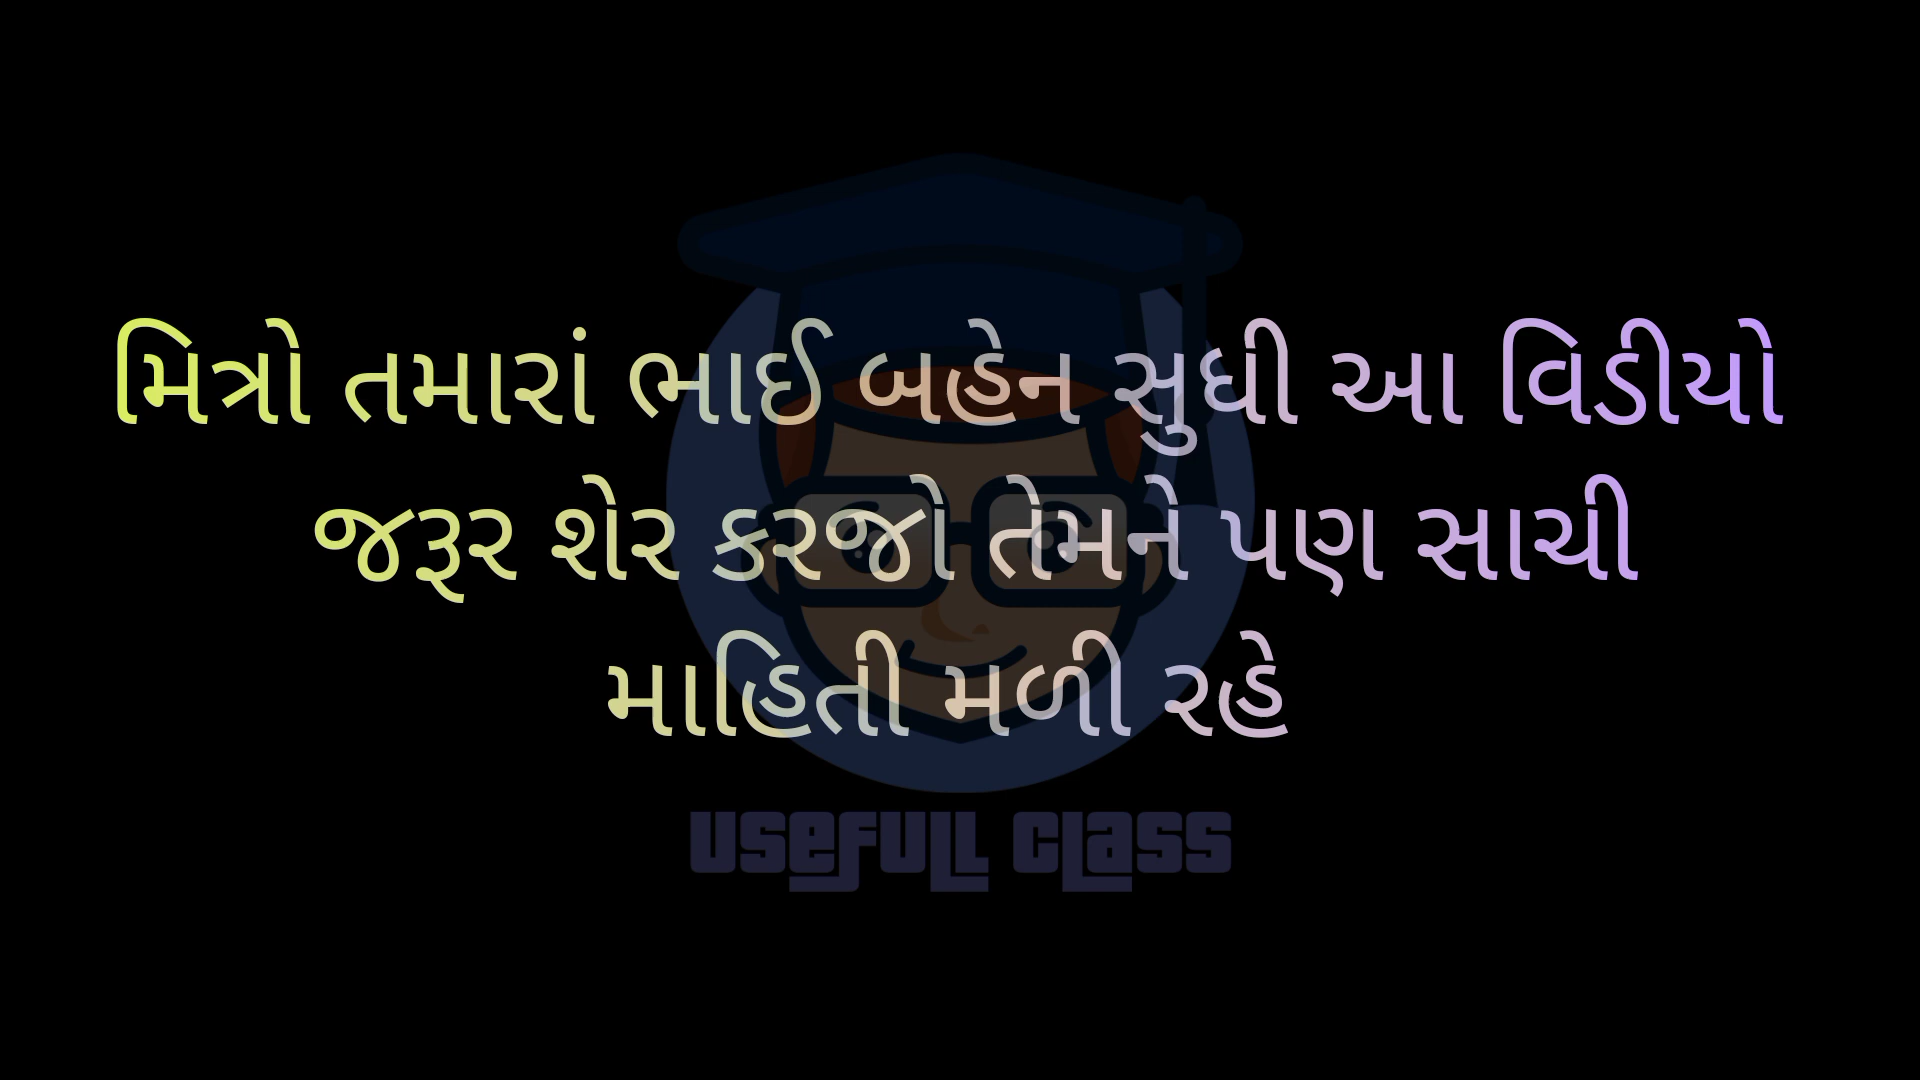 મિત્રો તમારાં ભાઈ બહેન સુધી આ વિડીયો
જરૂર શેર કરજો તેમને પણ સાચી
માહિતી મળી રહે
USEFULL CLASS